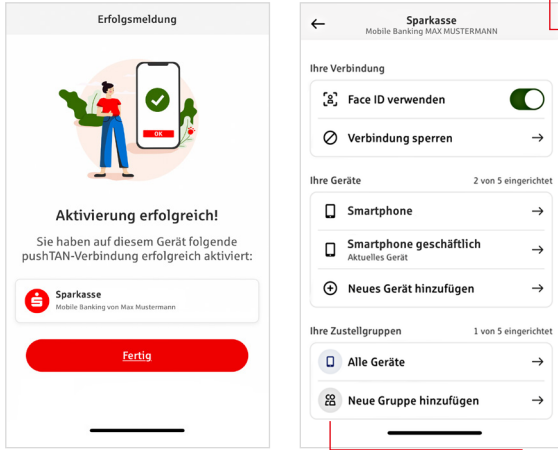 Erfolgsmeldung
OK
Aktivierung erfolgreich!
Sie haben auf diesem Gerät folgende
pushTAN-Verbindung erfolgreich aktiviert:
Sparkasse
Mobile Banking von Max Mustermann
Fertig
Sparkasse
Mobile Banking MAX MUSTERMANN
Ihre Verbindung
Face ID verwenden
Verbindung sperren
Ihre Geräte 2 von 5 eingerichtet
Smartphone
Smartphone geschäftlich
Aktuelles Gerät
Neues Gerät hinzufügen
Ihre Zustellgruppen 1 von 5 eingerichtet
Alle Geräte
Neue Gruppe hinzufügen